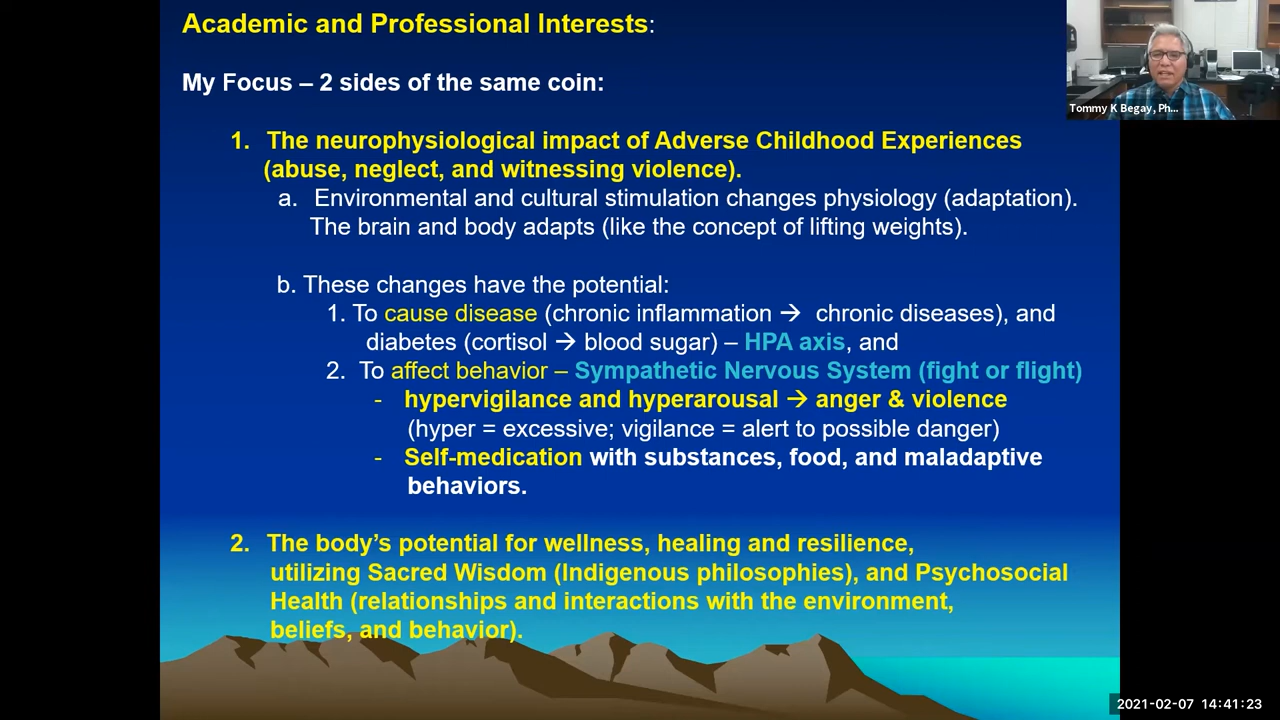 Academic and Professional Interests:
Tommy K Begay, Ph...
My Focus – 2 sides of the same coin:
1. The neurophysiological impact of Adverse Childhood Experiences
(abuse, neglect, and witnessing violence).
a. Environmental and cultural stimulation changes physiology (adaptation).
The brain and body adapts (like the concept of lifting weights).
b. These changes have the potential:
1. To cause disease (chronic inflammation → chronic diseases), and
diabetes (cortisol → blood sugar) – HPA axis, and
2. To affect behavior – Sympathetic Nervous System (fight or flight)
- hypervigilance and hyperarousal → anger & violence
(hyper = excessive; vigilance = alert to possible danger)
- Self-medication with substances, food, and maladaptive
behaviors.
2. The body's potential for wellness, healing and resilience,
utilizing Sacred Wisdom (Indigenous philosophies), and Psychosocial
Health (relationships and interactions with the environment,
beliefs, and behavior).
2021-02-07 14:41:23